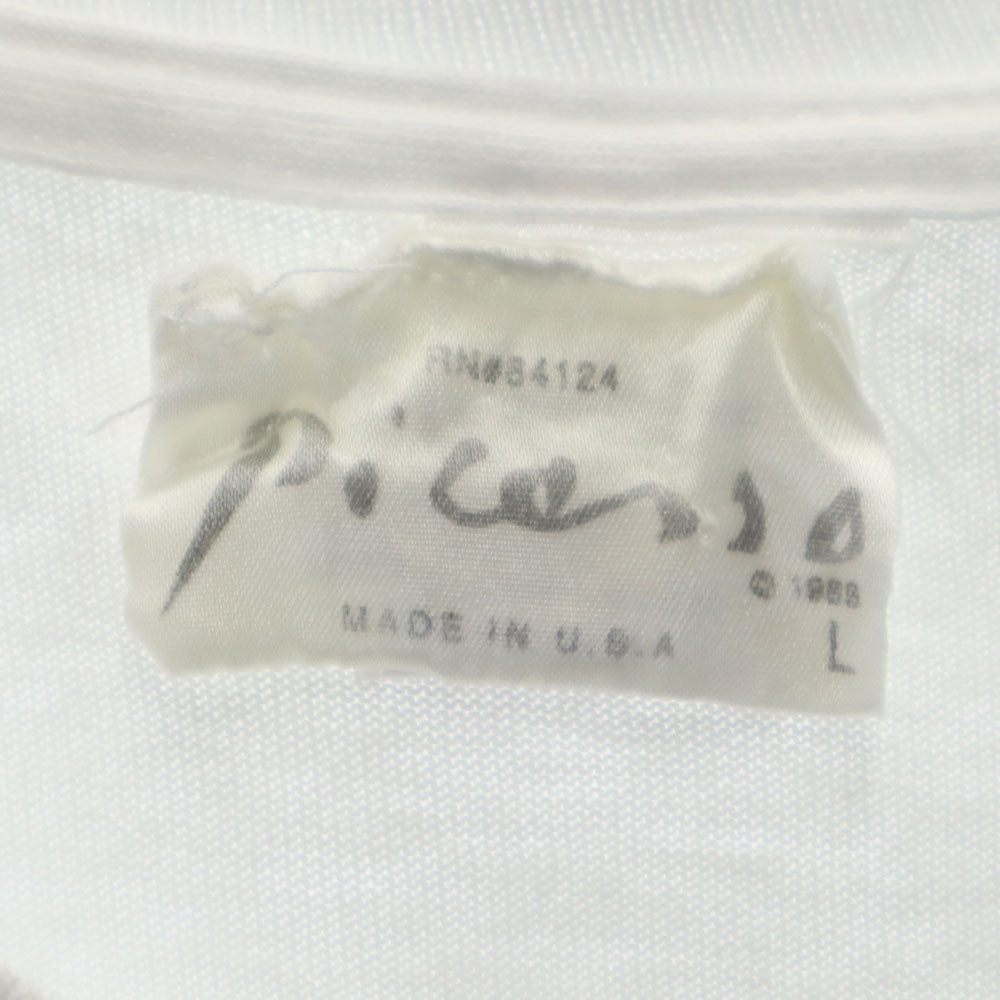 RN#84124
Picasso
© 1988
MADE IN U.S.A
L